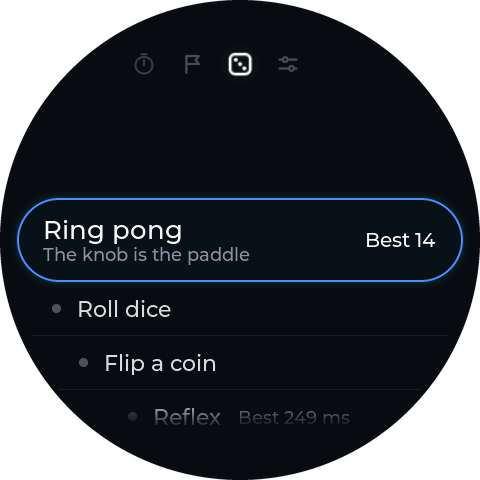 Ring pong
The knob is the paddle
Best 14
Roll dice
Flip a coin
Reflex Best 249 ms